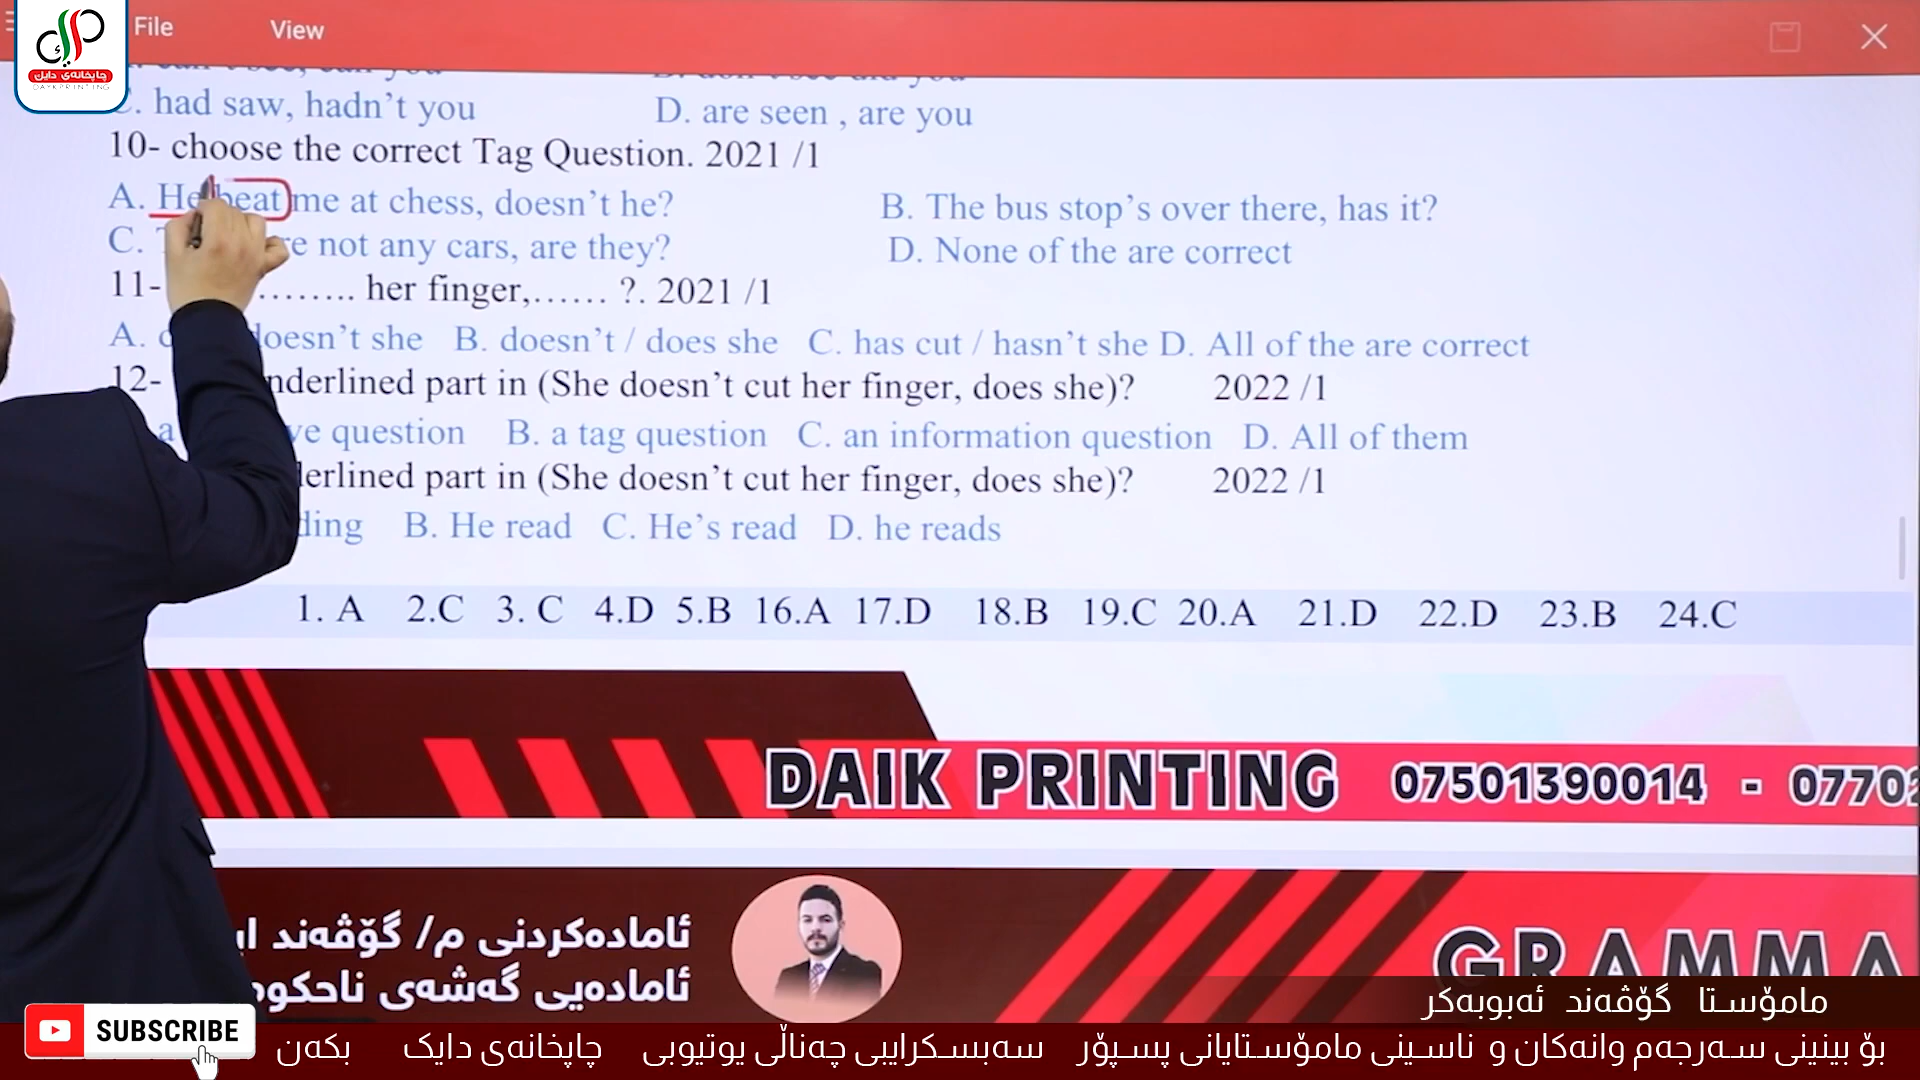 File View
چاپخانەی دایک
DAYK PRINTING
C. had saw, hadn’t you D. are seen , are you
10- choose the correct Tag Question. 2021 /1
A. He beat me at chess, doesn’t he? B. The bus stop’s over there, has it?
C. re not any cars, are they? D. None of the are correct
11- ........ her finger,...... ?. 2021 /1
A. doesn’t she B. doesn’t / does she C. has cut / hasn’t she D. All of the are correct
12- nderlined part in (She doesn’t cut her finger, does she)? 2022 /1
a ve question B. a tag question C. an information question D. All of them
derlined part in (She doesn’t cut her finger, does she)? 2022 /1
ding B. He read C. He’s read D. he reads
1. A 2.C 3. C 4.D 5.B 16.A 17.D 18.B 19.C 20.A 21.D 22.D 23.B 24.C
DAIK PRINTING 07501390014 - 0770
ئامادەکردنی م/ گۆڤەند
ئامادەیی گەشەی
GRAMMA
مامۆستا گۆڤەند ئەبوبەکر
SUBSCRIBE
بۆ بینینی سەرجەم وانەکان و ناسینی مامۆستایانی پسپۆر سەبسکرایبی چەناڵی یوتیوبی چاپخانەی دایک بکەن